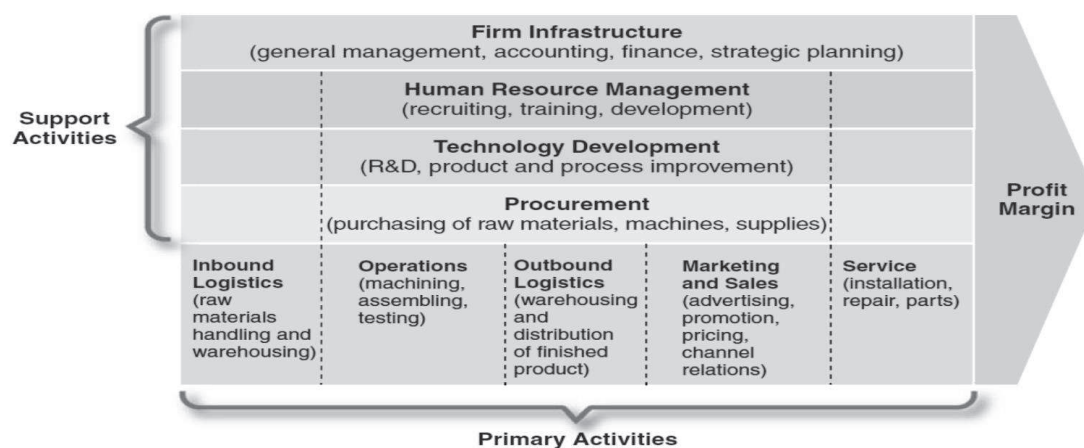 Firm Infrastructure
(general management, accounting, finance, strategic planning)
Human Resource Management
(recruiting, training, development)
Support
Activities
Technology Development
(R&D, product and process improvement)
Procurement
(purchasing of raw materials, machines, supplies)
Profit
Margin
Inbound
Logistics
(raw
materials
handling and
warehousing)
Operations
(machining,
assembling,
testing)
Outbound
Logistics
(warehousing
and
distribution
of finished
product)
Marketing
and Sales
(advertising,
promotion,
pricing,
channel
relations)
Service
(installation,
repair, parts)
Primary Activities